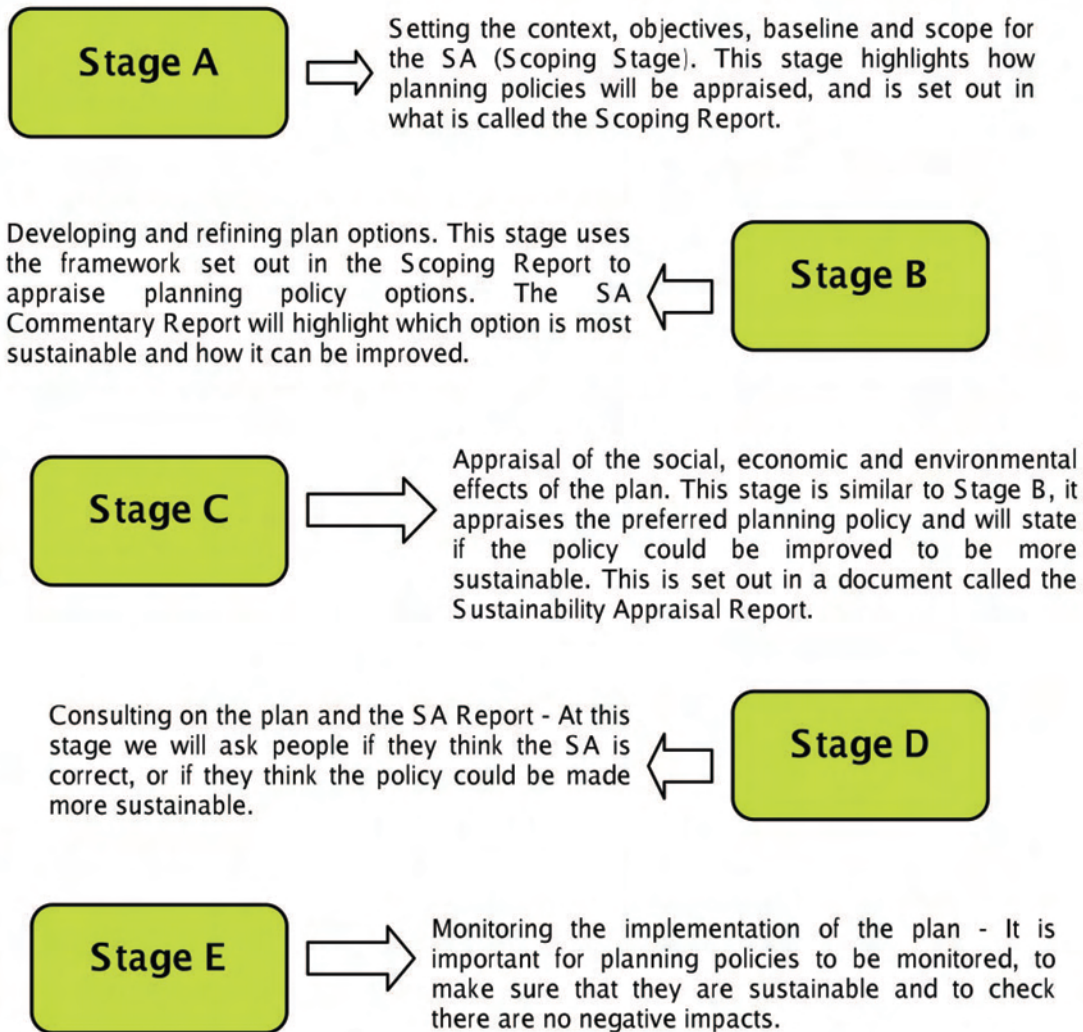 Stage A
Setting the context, objectives, baseline and scope for
the SA (Scoping Stage). This stage highlights how
planning policies will be appraised, and is set out in
what is called the Scoping Report.
Developing and refining plan options. This stage uses
the framework set out in the Scoping Report to
appraise planning policy options. The SA
Commentary Report will highlight which option is most
sustainable and how it can be improved.
Stage B
Stage C
Appraisal of the social, economic and environmental
effects of the plan. This stage is similar to Stage B, it
appraises the preferred planning policy and will state
if the policy could be improved to be more
sustainable. This is set out in a document called the
Sustainability Appraisal Report.
Consulting on the plan and the SA Report - At this
stage we will ask people if they think the SA is
correct, or if they think the policy could be made
more sustainable.
Stage D
Stage E
Monitoring the implementation of the plan - It is
important for planning policies to be monitored, to
make sure that they are sustainable and to check
there are no negative impacts.